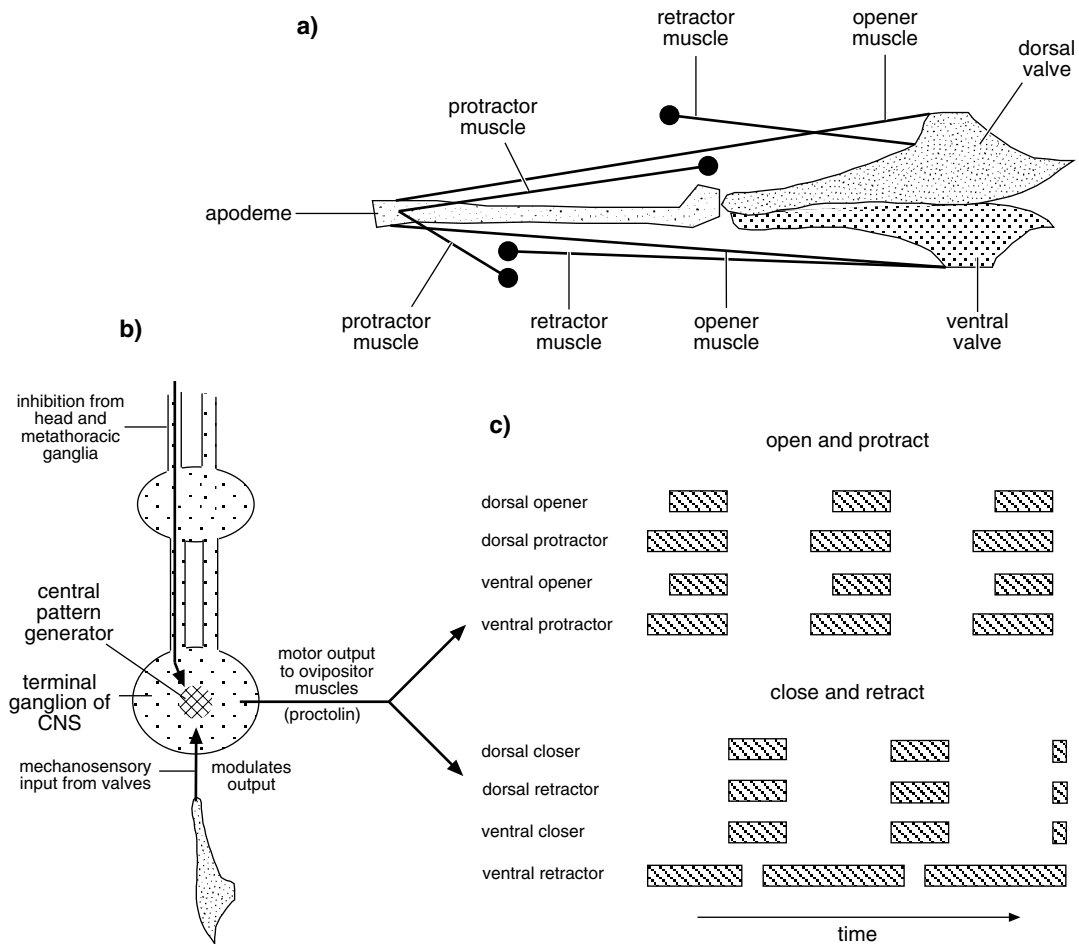 a)
retractor
muscle
opener
muscle
dorsal
valve
protractor
muscle
apodeme
protractor
muscle
retractor
muscle
opener
muscle
ventral
valve
b)
inhibition from
head and
metathoracic
ganglia
central
pattern
generator
terminal
ganglion of
CNS
motor output
to ovipositor
muscles
(proctolin)
mechanosensory
input from valves
modulates
output
c)
open and protract
dorsal opener
dorsal protractor
ventral opener
ventral protractor
close and retract
dorsal closer
dorsal retractor
ventral closer
ventral retractor
time